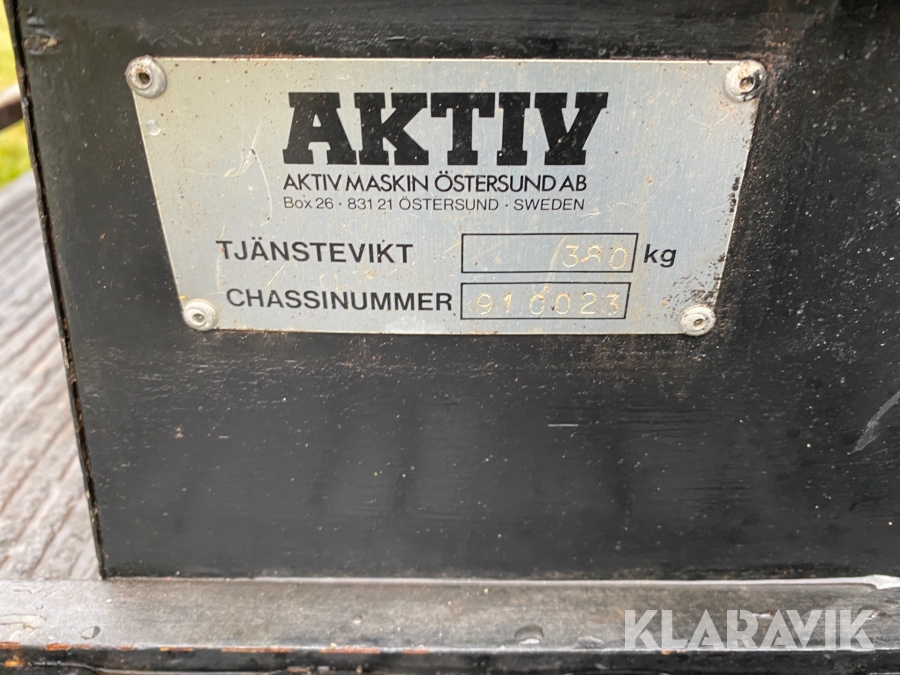 AKTIV
AKTIV MASKIN ÖSTERSUND AB
Box 26 · 831 21 ÖSTERSUND · SWEDEN
TJÄNSTEVIKT 380 kg
CHASSINUMMER 910023
KLARAVIK